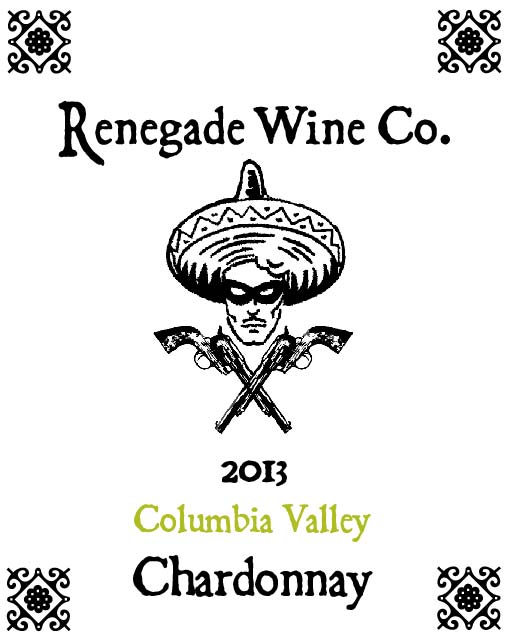 Renegade Wine Co.
2013
Columbia Valley
Chardonnay